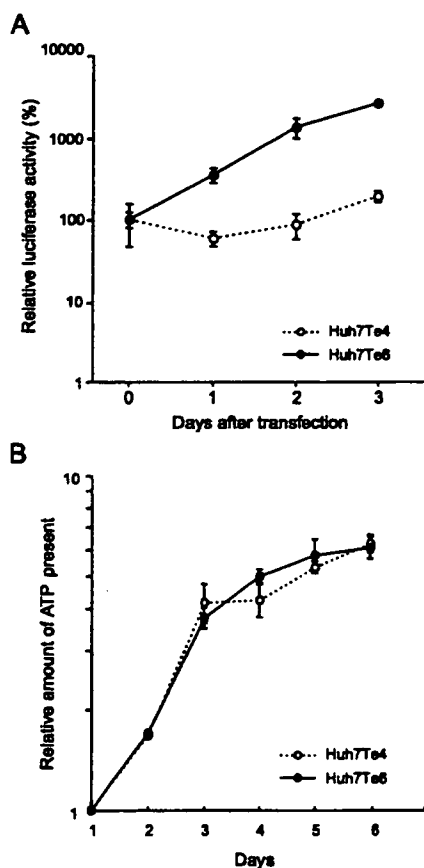 A
10000
1000
100
10
1
Relative luciferase activity (%)
Huh7Te4
Huh7Te6
0 1 2 3
Days after transfection
B
10
1
Relative amount of ATP present
Huh7Te4
Huh7Te6
1 2 3 4 5 6
Days